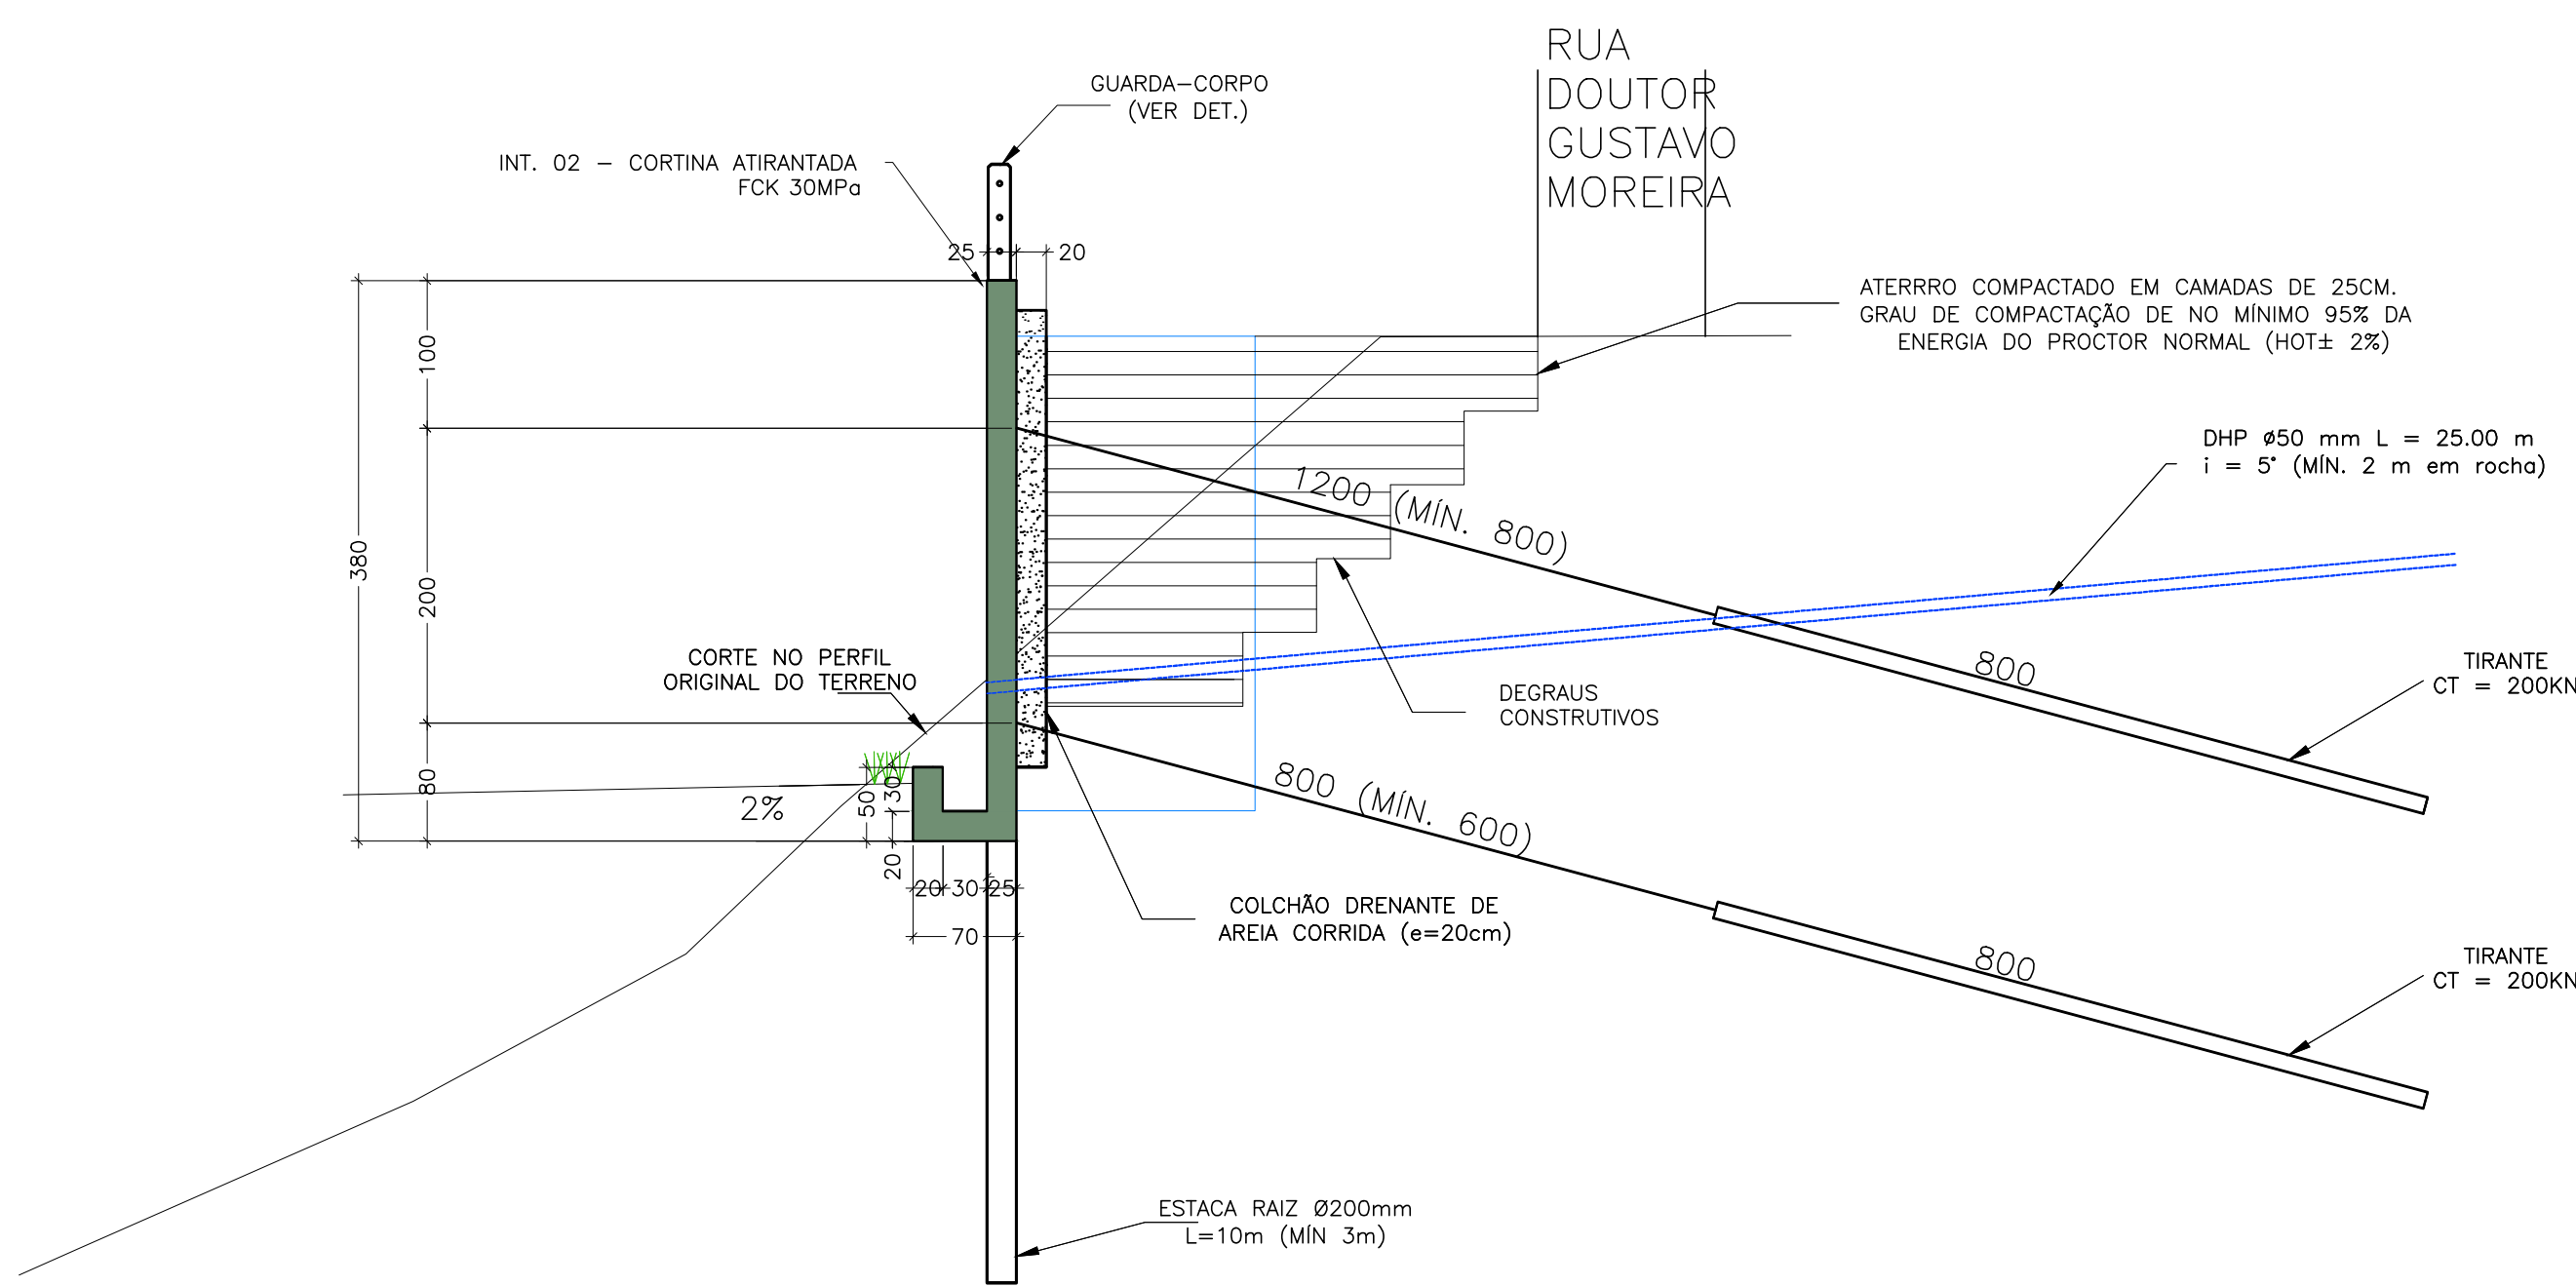 RUA
DOUTOR
GUSTAVO
MOREIRA
GUARDA-CORPO
(VER DET.)
INT. 02 - CORTINA ATIRANTADA
FCK 30MPa
25
20
ATERRRO COMPACTADO EM CAMADAS DE 25CM.
GRAU DE COMPACTAÇÃO DE NO MÍNIMO 95% DA
ENERGIA DO PROCTOR NORMAL (HOT± 2%)
100
DHP ø50 mm L = 25.00 m
i = 5° (MÍN. 2 m em rocha)
1200 (MÍN. 800)
380
200
CORTE NO PERFIL
ORIGINAL DO TERRENO
800
TIRANTE
CT = 200KN
DEGRAUS
CONSTRUTIVOS
80
50
30
2%
800 (MÍN. 600)
20
20
30
25
70
COLCHÃO DRENANTE DE
AREIA CORRIDA (e=20cm)
800
TIRANTE
CT = 200KN
ESTACA RAIZ Ø200mm
L=10m (MÍN 3m)